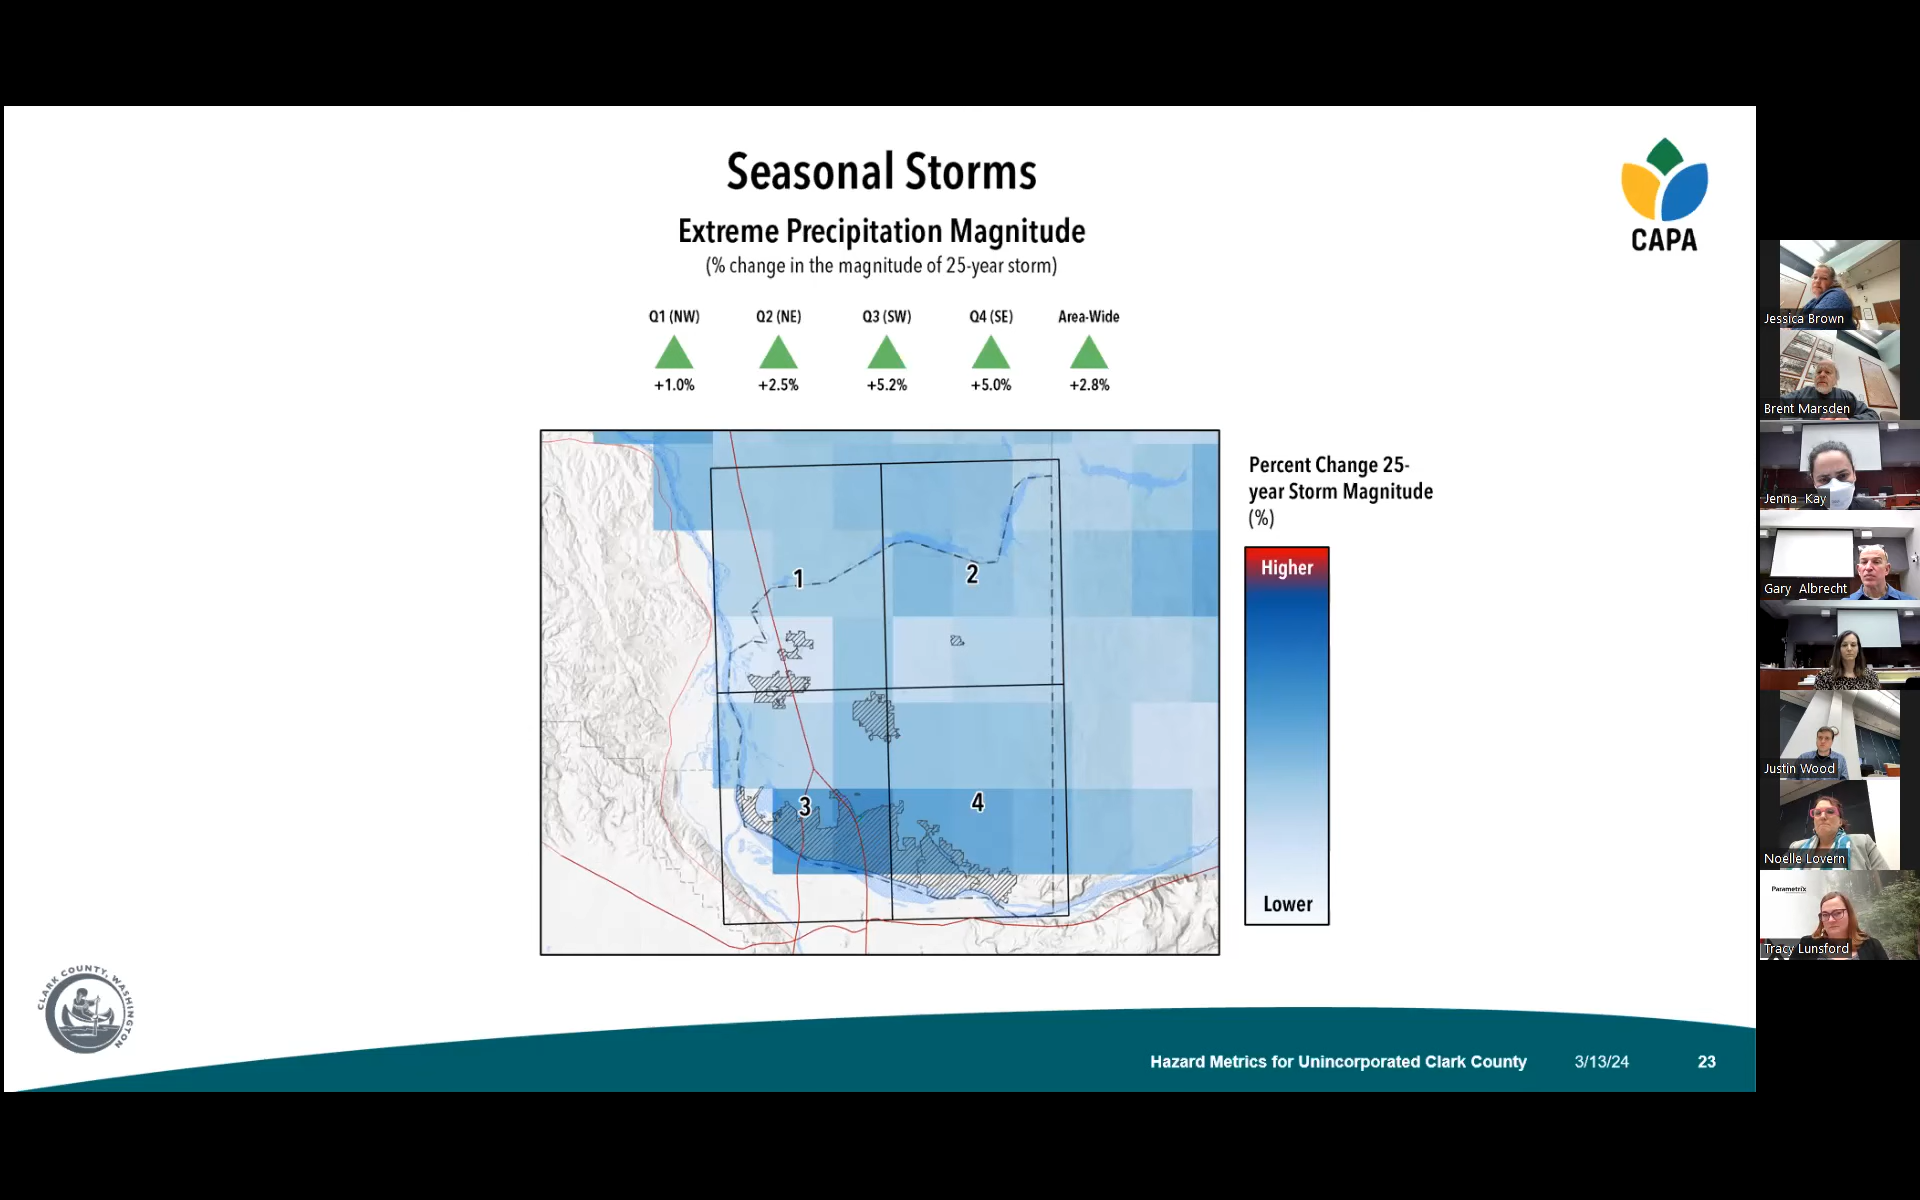 Seasonal Storms
Extreme Precipitation Magnitude
(% change in the magnitude of 25-year storm)
CAPA
Q1 (NW) Q2 (NE) Q3 (SW) Q4 (SE) Area-Wide
+1.0% +2.5% +5.2% +5.0% +2.8%
1
2
3
4
Percent Change 25-
year Storm Magnitude
(%)
Higher
Lower
CLARK COUNTY, WASHINGTON
Hazard Metrics for Unincorporated Clark County 3/13/24 23
Jessica Brown
Brent Marsden
Jenna Kay
Gary Albrecht
Justin Wood
Noelle Lovern
Parametrix
Tracy Lunsford